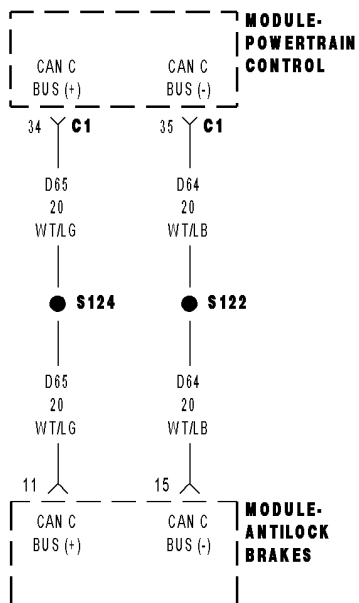 MODULE-
POWERTRAIN
CONTROL
CAN C
BUS (+)
CAN C
BUS (-)
34
C1
35
C1
D65
20
WT/LG
D64
20
WT/LB
S124
S122
D65
20
WT/LG
D64
20
WT/LB
11
15
CAN C
BUS (+)
CAN C
BUS (-)
MODULE-
ANTILOCK
BRAKES